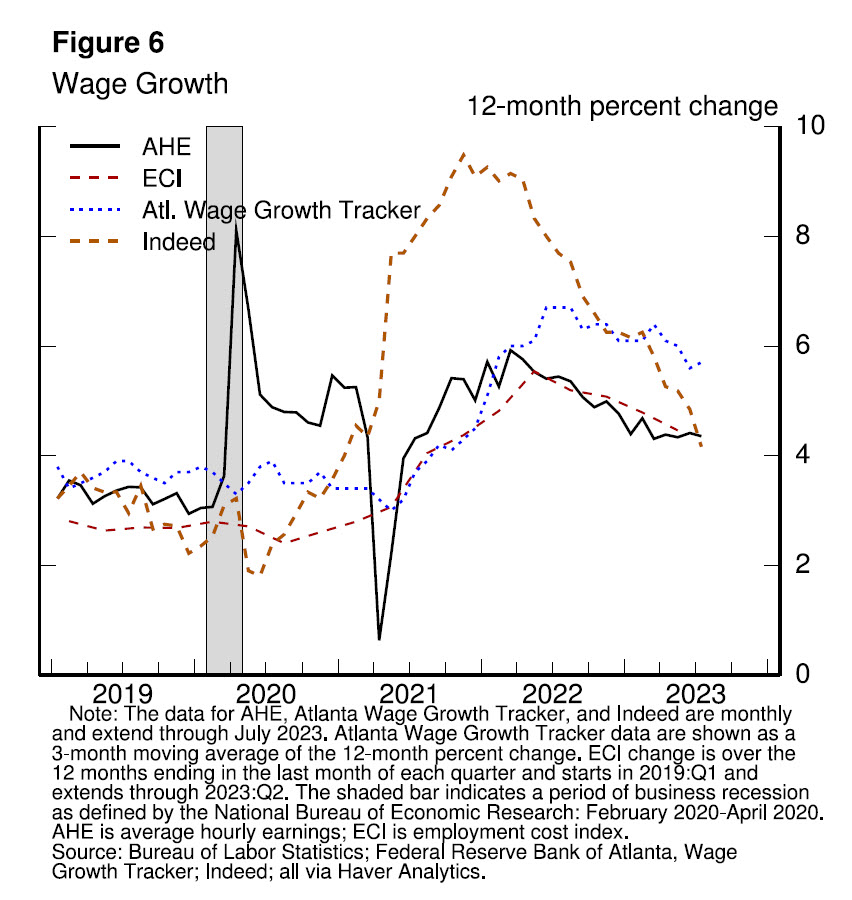 Figure 6
Wage Growth
12-month percent change
AHE
ECI
Atl. Wage Growth Tracker
Indeed
10
8
6
4
2
0
2019 2020 2021 2022 2023
Note: The data for AHE, Atlanta Wage Growth Tracker, and Indeed are monthly
and extend through July 2023. Atlanta Wage Growth Tracker data are shown as a
3-month moving average of the 12-month percent change. ECI change is over the
12 months ending in the last month of each quarter and starts in 2019:Q1 and
extends through 2023:Q2. The shaded bar indicates a period of business recession
as defined by the National Bureau of Economic Research: February 2020-April 2020.
AHE is average hourly earnings; ECI is employment cost index.
Source: Bureau of Labor Statistics; Federal Reserve Bank of Atlanta, Wage
Growth Tracker; Indeed; all via Haver Analytics.